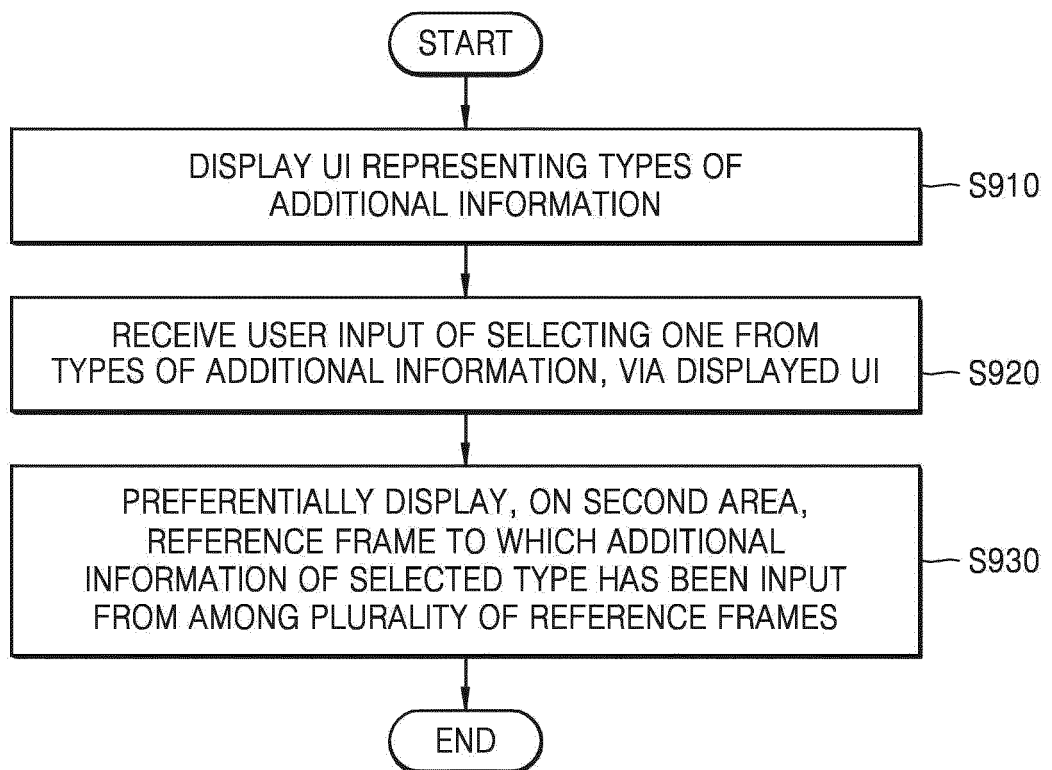 START
DISPLAY UI REPRESENTING TYPES OF
ADDITIONAL INFORMATION
S910
RECEIVE USER INPUT OF SELECTING ONE FROM
TYPES OF ADDITIONAL INFORMATION, VIA DISPLAYED UI
S920
PREFERENTIALLY DISPLAY, ON SECOND AREA,
REFERENCE FRAME TO WHICH ADDITIONAL
INFORMATION OF SELECTED TYPE HAS BEEN INPUT
FROM AMONG PLURALITY OF REFERENCE FRAMES
S930
END